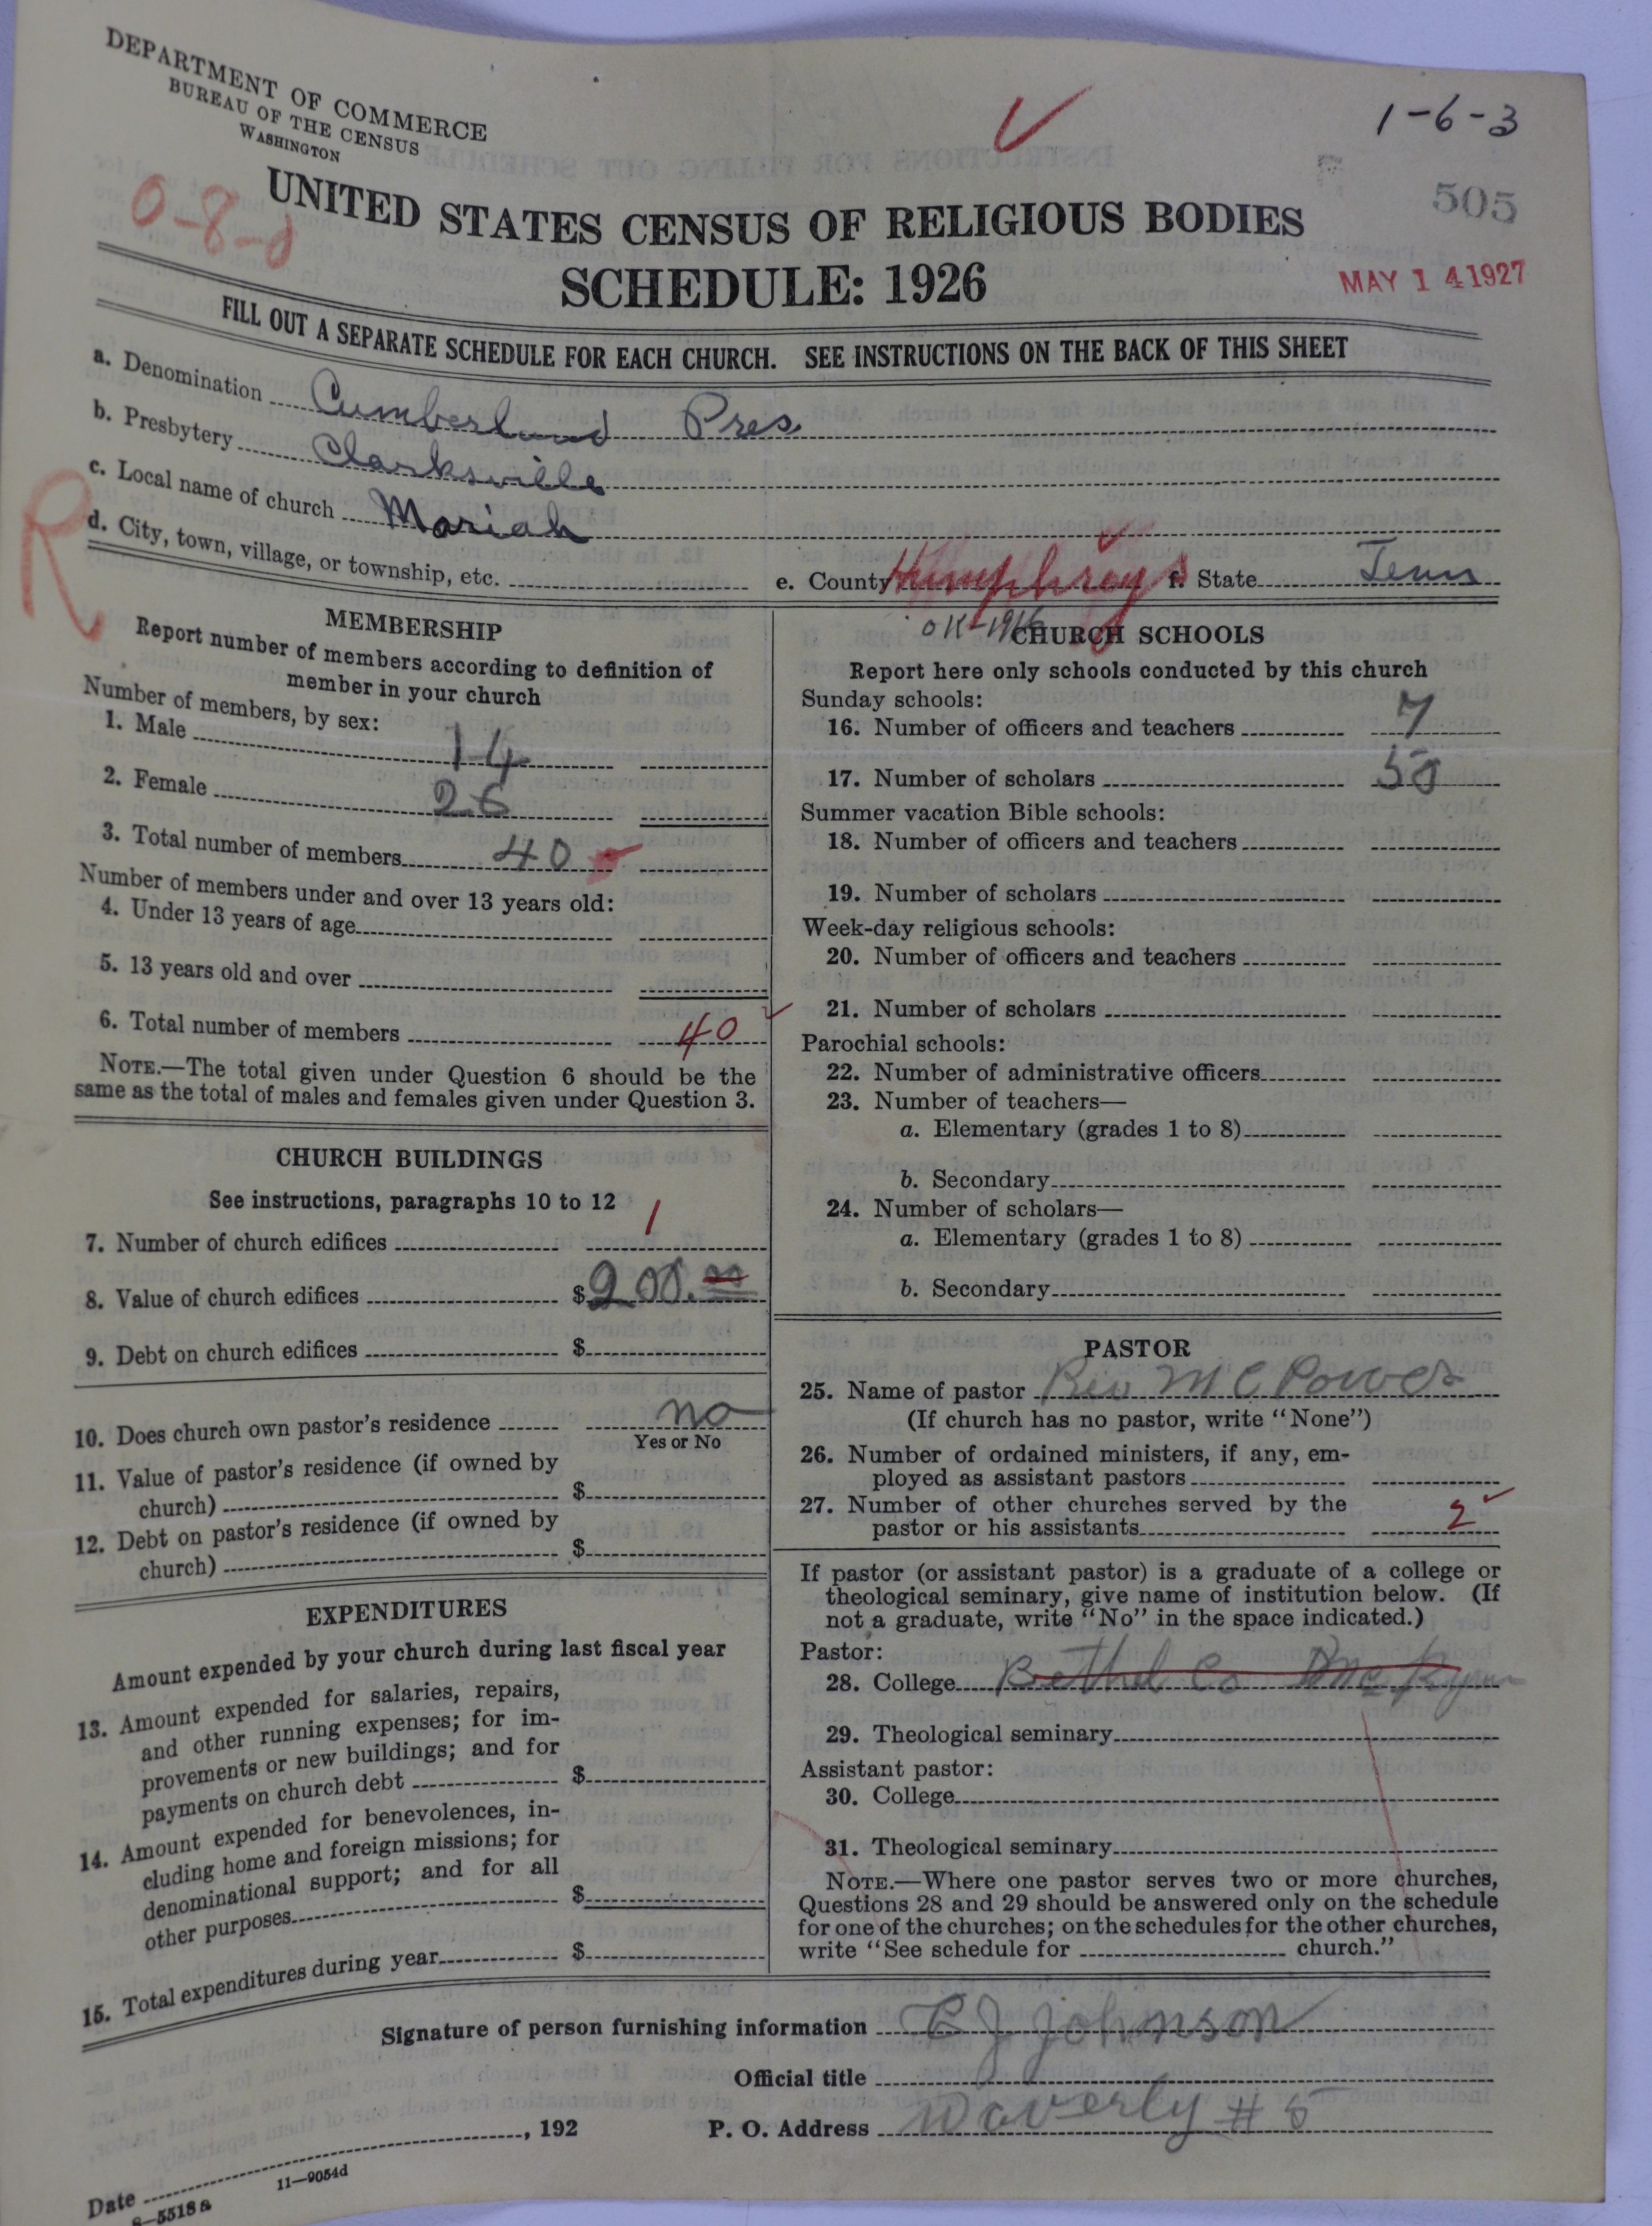 DEPARTMENT OF COMMERCE
BUREAU OF THE CENSUS
WASHINGTON
1-6-3
0-8-0
505
UNITED STATES CENSUS OF RELIGIOUS BODIES
SCHEDULE: 1926
MAY 14 1927
FILL OUT A SEPARATE SCHEDULE FOR EACH CHURCH. SEE INSTRUCTIONS ON THE BACK OF THIS SHEET
a. Denomination Cumberland Pres.
b. Presbytery Clarksville
c. Local name of church Mariah
R
d. City, town, village, or township, etc. e. County Humphreys f. State Tenn
OK-1916
MEMBERSHIP
Report number of members according to definition of
member in your church
Number of members, by sex:
1. Male 14
2. Female 26
3. Total number of members 40
Number of members under and over 13 years old:
4. Under 13 years of age
5. 13 years old and over
6. Total number of members 40
NOTE.—The total given under Question 6 should be the
same as the total of males and females given under Question 3.
CHURCH BUILDINGS
See instructions, paragraphs 10 to 12
7. Number of church edifices 1
8. Value of church edifices $ 200.00
9. Debt on church edifices $
10. Does church own pastor's residence no
Yes or No
11. Value of pastor's residence (if owned by
church) $
12. Debt on pastor's residence (if owned by
church) $
EXPENDITURES
Amount expended by your church during last fiscal year
13. Amount expended for salaries, repairs,
and other running expenses; for im-
provements or new buildings; and for
payments on church debt $
14. Amount expended for benevolences, in-
cluding home and foreign missions; for
denominational support; and for all
other purposes $
15. Total expenditures during year $
CHURCH SCHOOLS
Report here only schools conducted by this church
Sunday schools:
16. Number of officers and teachers 7
17. Number of scholars 50
Summer vacation Bible schools:
18. Number of officers and teachers
19. Number of scholars
Week-day religious schools:
20. Number of officers and teachers
21. Number of scholars
Parochial schools:
22. Number of administrative officers
23. Number of teachers—
a. Elementary (grades 1 to 8)
b. Secondary
24. Number of scholars—
a. Elementary (grades 1 to 8)
b. Secondary
PASTOR
25. Name of pastor Rev M C Power
(If church has no pastor, write "None")
26. Number of ordained ministers, if any, em-
ployed as assistant pastors
27. Number of other churches served by the
pastor or his assistants 2
If pastor (or assistant pastor) is a graduate of a college or
theological seminary, give name of institution below. (If
not a graduate, write "No" in the space indicated.)
Pastor:
28. College Bethel Co
29. Theological seminary
Assistant pastor:
30. College
31. Theological seminary
NOTE.—Where one pastor serves two or more churches,
Questions 28 and 29 should be answered only on the schedule
for one of the churches; on the schedules for the other churches,
write "See schedule for church."
Signature of person furnishing information E J Johnson
Official title
Date , 192 P. O. Address Waverly # 5
8—5518a 11—9054d